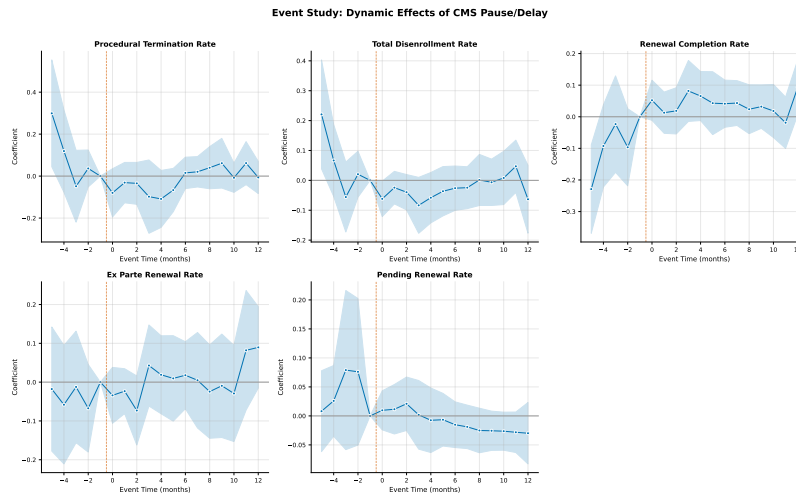 Event Study: Dynamic Effects of CMS Pause/Delay
Procedural Termination Rate
Coefficient
0.4
0.2
0.0
−0.2
−4 −2 0 2 4 6 8 10 12
Event Time (months)
Total Disenrollment Rate
Coefficient
0.4
0.3
0.2
0.1
0.0
−0.1
−0.2
−4 −2 0 2 4 6 8 10 12
Event Time (months)
Renewal Completion Rate
Coefficient
0.2
0.1
0.0
−0.1
−0.2
−0.3
−4 −2 0 2 4 6 8 10 12
Event Time (months)
Ex Parte Renewal Rate
Coefficient
0.2
0.1
0.0
−0.1
−0.2
−4 −2 0 2 4 6 8 10 12
Event Time (months)
Pending Renewal Rate
Coefficient
0.20
0.15
0.10
0.05
0.00
−0.05
−4 −2 0 2 4 6 8 10 12
Event Time (months)